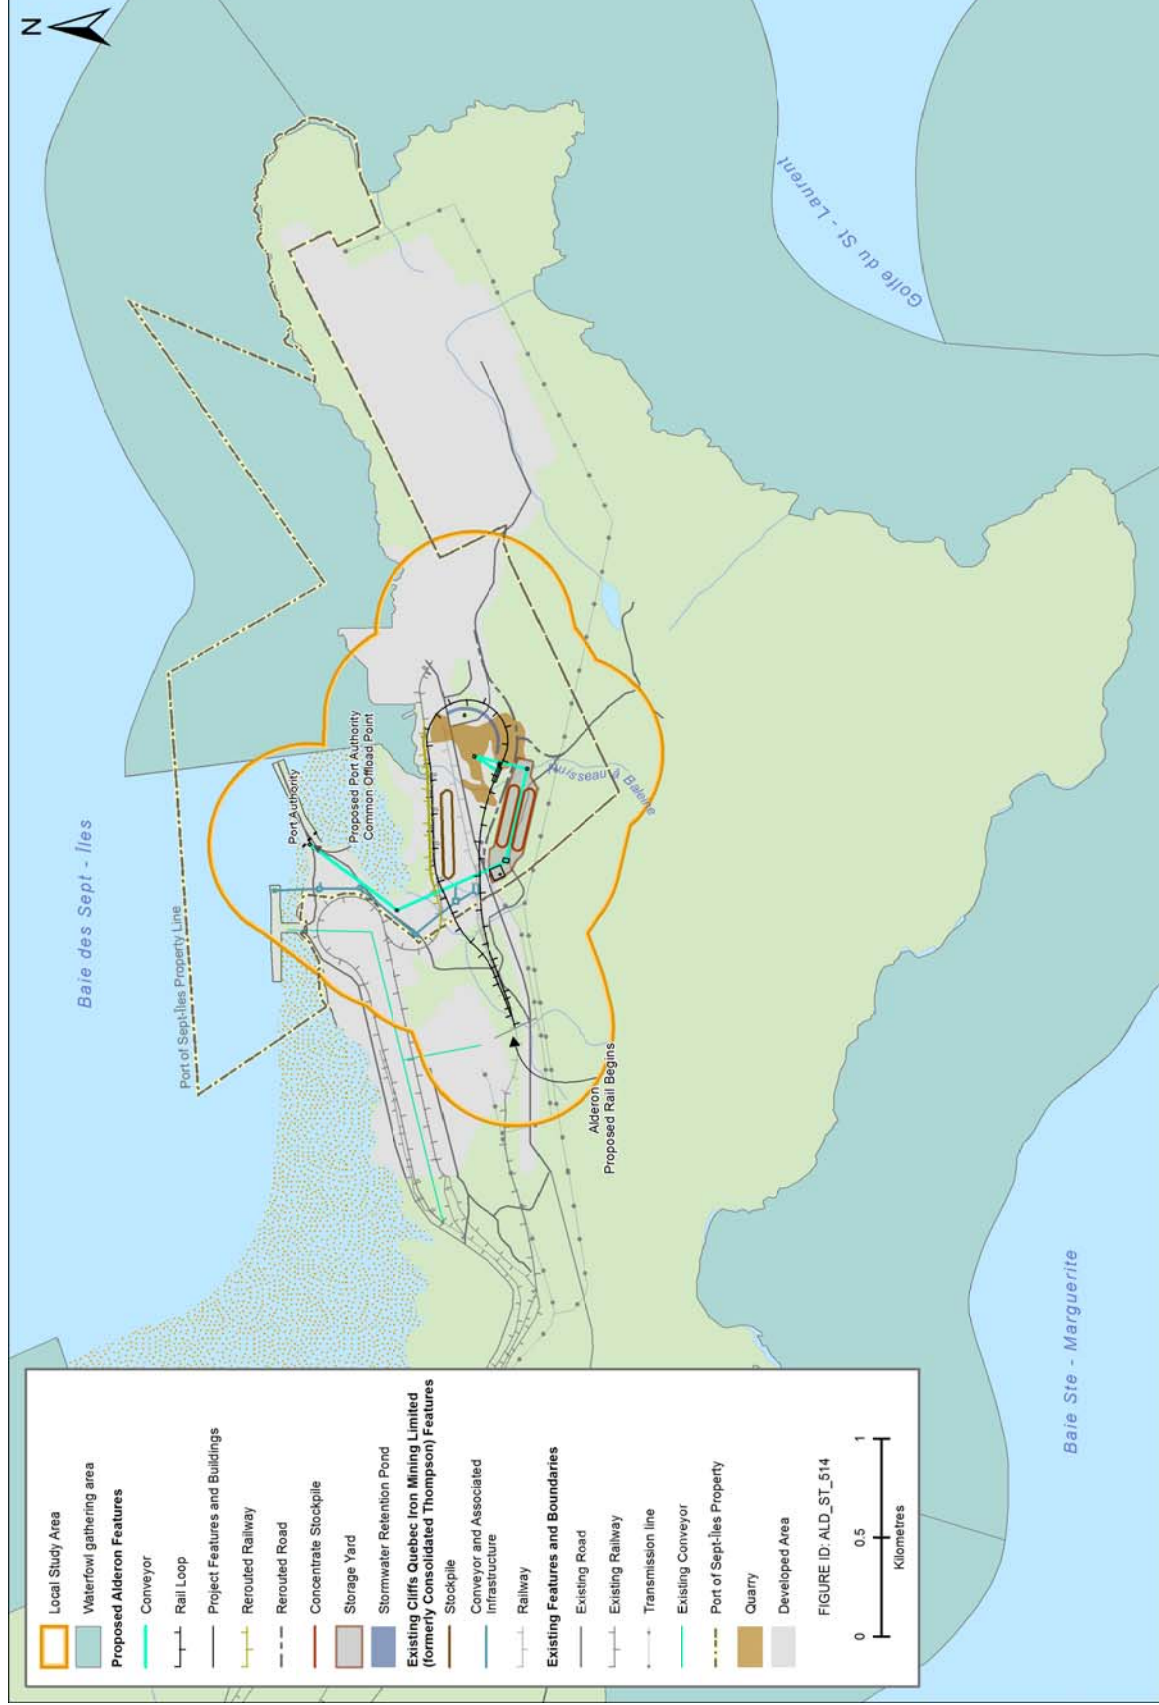 N
Baie des Sept - Îles
Port of Sept-Îles Property Line
Port Authority
Proposed Port Authority
Common Offload Point
Ruisseau à Baleine
Golfe du St - Laurent
Alderon
Proposed Rail Begins
Baie Ste - Marguerite
Local Study Area
Waterfowl gathering area
Proposed Alderon Features
Conveyor
Rail Loop
Project Features and Buildings
Rerouted Railway
Rerouted Road
Concentrate Stockpile
Storage Yard
Stormwater Retention Pond
Existing Cliffs Quebec Iron Mining Limited
(formerly Consolidated Thompson) Features
Stockpile
Conveyor and Associated
Infrastructure
Railway
Existing Features and Boundaries
Existing Road
Existing Railway
Transmission line
Existing Conveyor
Port of Sept-Îles Property
Quarry
Developed Area
FIGURE ID: ALD_ST_514
0 0.5 1
Kilometres